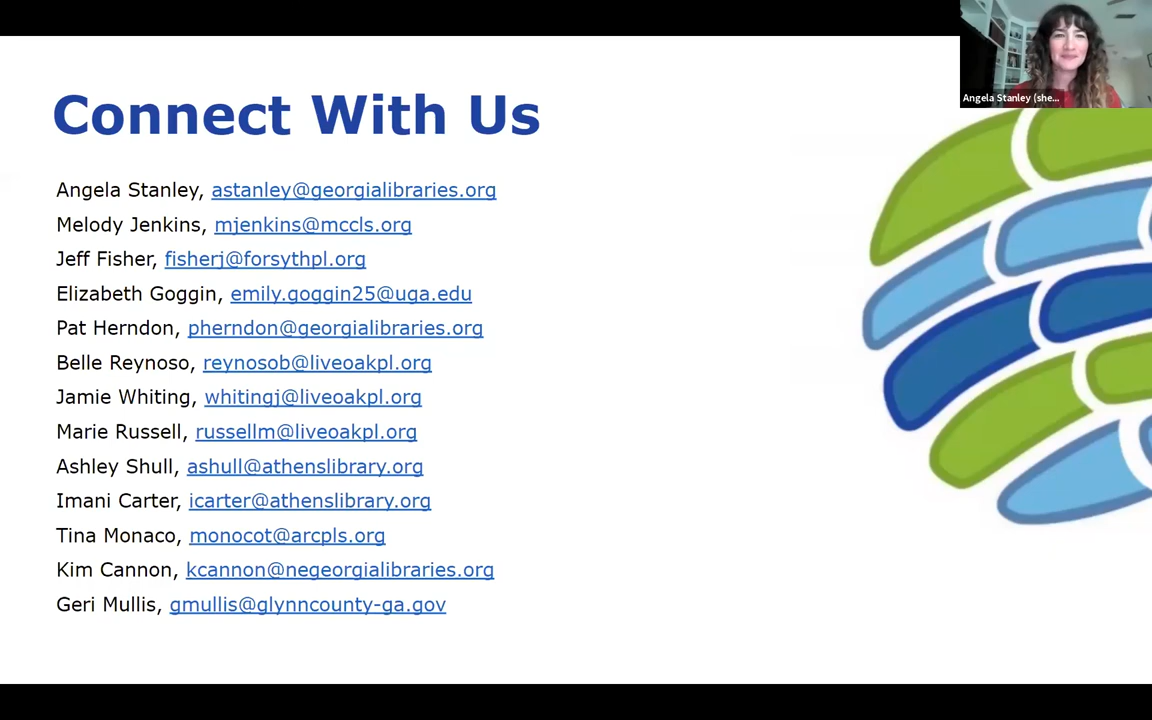 Angela Stanley (she...
Connect With Us
Angela Stanley, astanley@georgialibraries.org
Melody Jenkins, mjenkins@mccls.org
Jeff Fisher, fisherj@forsythpl.org
Elizabeth Goggin, emily.goggin25@uga.edu
Pat Herndon, pherndon@georgialibraries.org
Belle Reynoso, reynosob@liveoakpl.org
Jamie Whiting, whitingj@liveoakpl.org
Marie Russell, russellm@liveoakpl.org
Ashley Shull, ashull@athenslibrary.org
Imani Carter, icarter@athenslibrary.org
Tina Monaco, monocot@arcpls.org
Kim Cannon, kcannon@negeorgialibraries.org
Geri Mullis, gmullis@glynncounty-ga.gov